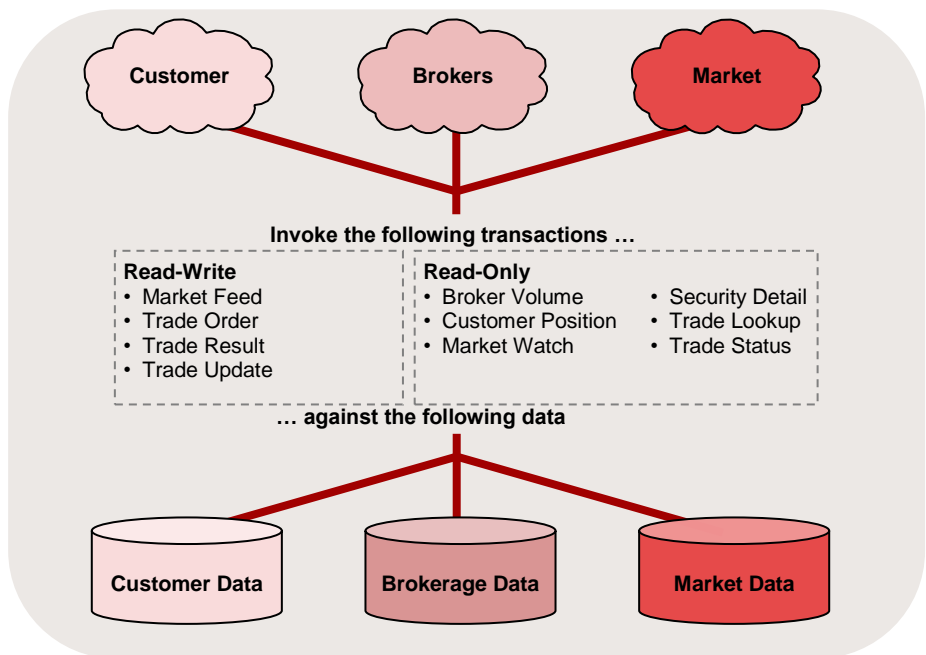 Customer
Brokers
Market
Invoke the following transactions …
Read-Write
• Market Feed
• Trade Order
• Trade Result
• Trade Update
Read-Only
• Broker Volume
• Customer Position
• Market Watch
• Security Detail
• Trade Lookup
• Trade Status
… against the following data
Customer Data
Brokerage Data
Market Data